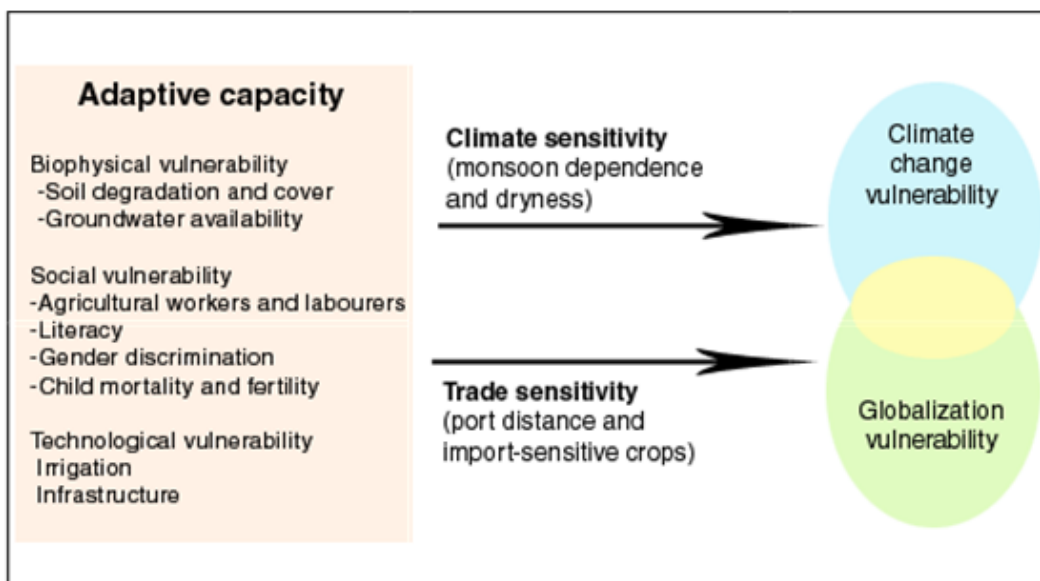 Adaptive capacity
Biophysical vulnerability
-Soil degradation and cover
-Groundwater availability
Social vulnerability
-Agricultural workers and labourers
-Literacy
-Gender discrimination
-Child mortality and fertility
Technological vulnerability
Irrigation
Infrastructure
Climate sensitivity
(monsoon dependence
and dryness)
Trade sensitivity
(port distance and
import-sensitive crops)
Climate
change
vulnerability
Globalization
vulnerability